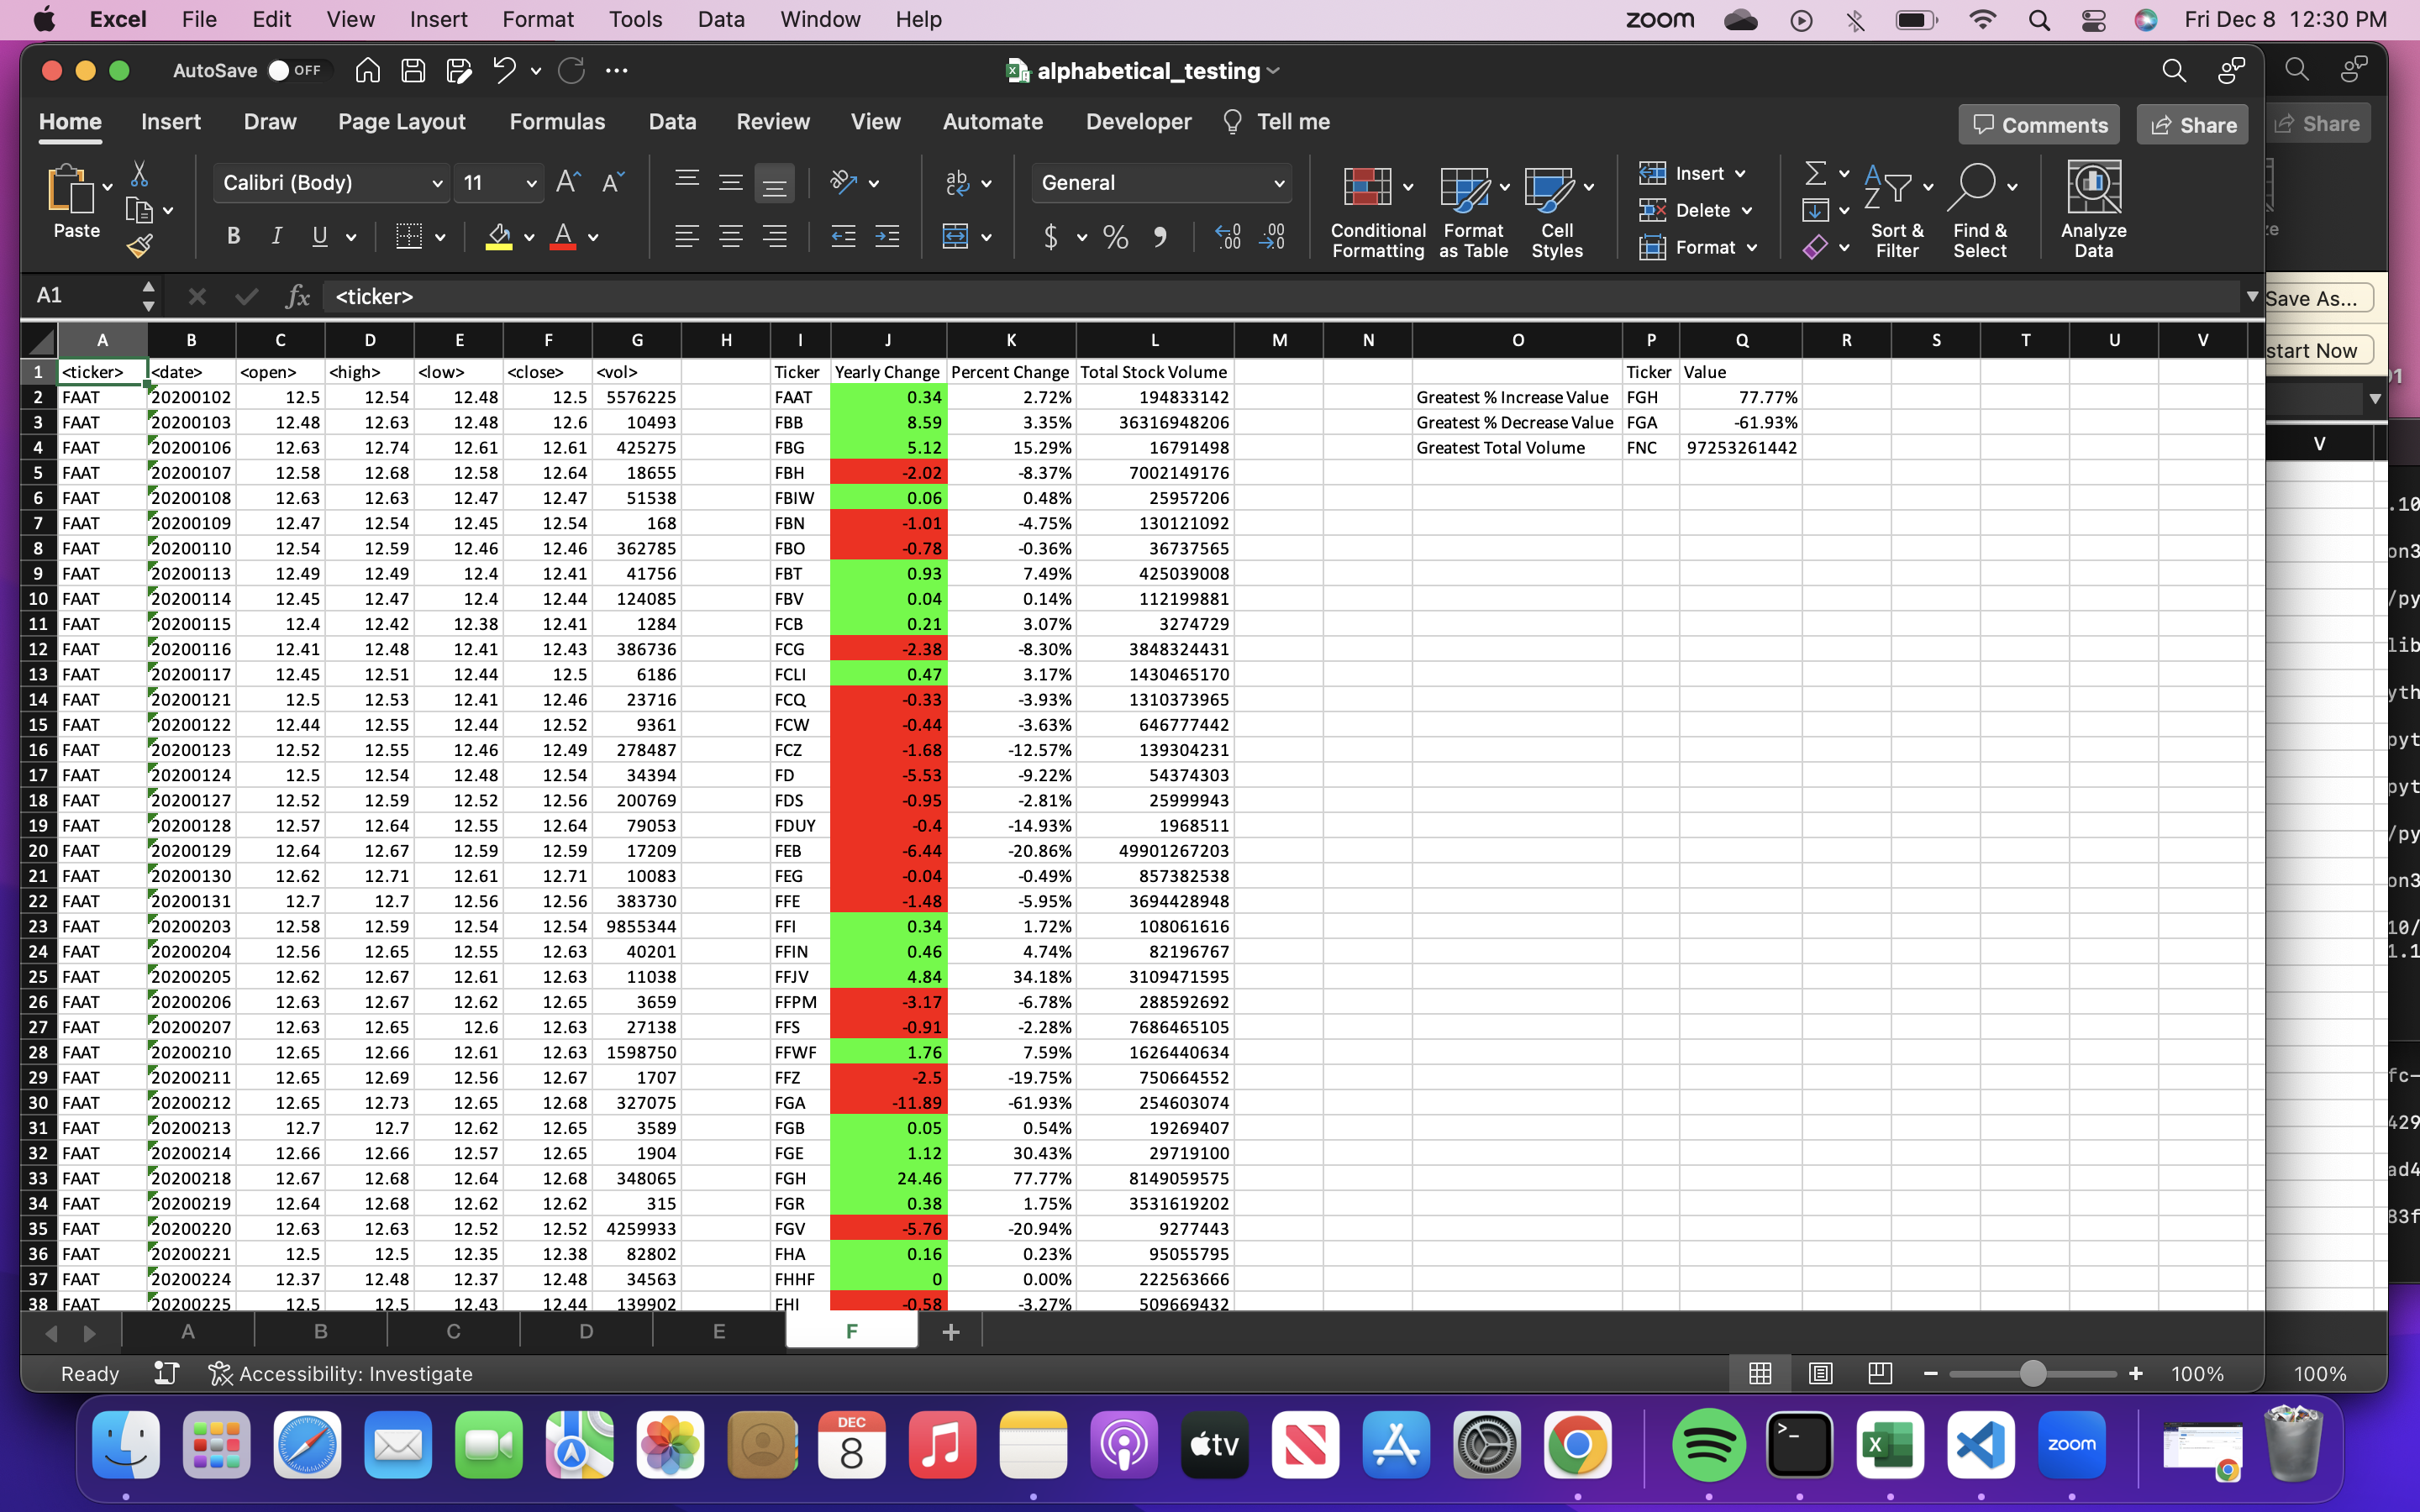 Excel File Edit View Insert Format Tools Data Window Help zoom Fri Dec 8 12:30 PM
AutoSave OFF alphabetical_testing
Home Insert Draw Page Layout Formulas Data Review View Automate Developer Tell me Comments Share Share
Paste Calibri (Body) 11 General Conditional Formatting Format as Table Cell Styles Insert Delete Format Sort & Filter Find & Select Analyze Data
A1 fx <ticker> Save As...
A B C D E F G H I J K L M N O P Q R S T U V start Now
1 <ticker> <date> <open> <high> <low> <close> <vol> Ticker Yearly Change Percent Change Total Stock Volume Ticker Value
2 FAAT 20200102 12.5 12.54 12.48 12.5 5576225 FAAT 0.34 2.72% 194833142 Greatest % Increase Value FGH 77.77%
3 FAAT 20200103 12.48 12.63 12.48 12.6 10493 FBB 8.59 3.35% 36316948206 Greatest % Decrease Value FGA -61.93%
4 FAAT 20200106 12.63 12.74 12.61 12.61 425275 FBG 5.12 15.29% 16791498 Greatest Total Volume FNC 97253261442 V
5 FAAT 20200107 12.58 12.68 12.58 12.64 18655 FBH -2.02 -8.37% 7002149176
6 FAAT 20200108 12.63 12.63 12.47 12.47 51538 FBIW 0.06 0.48% 25957206
7 FAAT 20200109 12.47 12.54 12.45 12.54 168 FBN -1.01 -4.75% 130121092
8 FAAT 20200110 12.54 12.59 12.46 12.46 362785 FBO -0.78 -0.36% 36737565
9 FAAT 20200113 12.49 12.49 12.4 12.41 41756 FBT 0.93 7.49% 425039008
10 FAAT 20200114 12.45 12.47 12.4 12.44 124085 FBV 0.04 0.14% 112199881
11 FAAT 20200115 12.4 12.42 12.38 12.41 1284 FCB 0.21 3.07% 3274729
12 FAAT 20200116 12.41 12.48 12.41 12.43 386736 FCG -2.38 -8.30% 3848324431
13 FAAT 20200117 12.45 12.51 12.44 12.5 6186 FCLI 0.47 3.17% 1430465170
14 FAAT 20200121 12.5 12.53 12.41 12.46 23716 FCQ -0.33 -3.93% 1310373965
15 FAAT 20200122 12.44 12.55 12.44 12.52 9361 FCW -0.44 -3.63% 646777442
16 FAAT 20200123 12.52 12.55 12.46 12.49 278487 FCZ -1.68 -12.57% 139304231
17 FAAT 20200124 12.5 12.54 12.48 12.54 34394 FD -5.53 -9.22% 54374303
18 FAAT 20200127 12.52 12.59 12.52 12.56 200769 FDS -0.95 -2.81% 25999943
19 FAAT 20200128 12.57 12.64 12.55 12.64 79053 FDUY -0.4 -14.93% 1968511
20 FAAT 20200129 12.64 12.67 12.59 12.59 17209 FEB -6.44 -20.86% 49901267203
21 FAAT 20200130 12.62 12.71 12.61 12.71 10083 FEG -0.04 -0.49% 857382538
22 FAAT 20200131 12.7 12.7 12.56 12.56 383730 FFE -1.48 -5.95% 3694428948
23 FAAT 20200203 12.58 12.59 12.54 12.54 9855344 FFI 0.34 1.72% 108061616
24 FAAT 20200204 12.56 12.65 12.55 12.63 40201 FFIN 0.46 4.74% 82196767
25 FAAT 20200205 12.62 12.67 12.61 12.63 11038 FFJV 4.84 34.18% 3109471595
26 FAAT 20200206 12.63 12.67 12.62 12.65 3659 FFPM -3.17 -6.78% 288592692
27 FAAT 20200207 12.63 12.65 12.6 12.63 27138 FFS -0.91 -2.28% 7686465105
28 FAAT 20200210 12.65 12.66 12.61 12.63 1598750 FFWF 1.76 7.59% 1626440634
29 FAAT 20200211 12.65 12.69 12.56 12.67 1707 FFZ -2.5 -19.75% 750664552
30 FAAT 20200212 12.65 12.73 12.65 12.68 327075 FGA -11.89 -61.93% 254603074
31 FAAT 20200213 12.7 12.7 12.62 12.65 3589 FGB 0.05 0.54% 19269407
32 FAAT 20200214 12.66 12.66 12.57 12.65 1904 FGE 1.12 30.43% 29719100
33 FAAT 20200218 12.67 12.68 12.64 12.68 348065 FGH 24.46 77.77% 8149059575
34 FAAT 20200219 12.64 12.68 12.62 12.62 315 FGR 0.38 1.75% 3531619202
35 FAAT 20200220 12.63 12.63 12.52 12.52 4259933 FGV -5.76 -20.94% 9277443
36 FAAT 20200221 12.5 12.5 12.35 12.38 82802 FHA 0.16 0.23% 95055795
37 FAAT 20200224 12.37 12.48 12.37 12.48 34563 FHHF 0 0.00% 222563666
38 FAAT 20200225 12.5 12.5 12.43 12.44 139902 FHI -0.58 -3.27% 509669432
A B C D E F +
Ready Accessibility: Investigate 100% 100%
DEC
8
tv
zoom